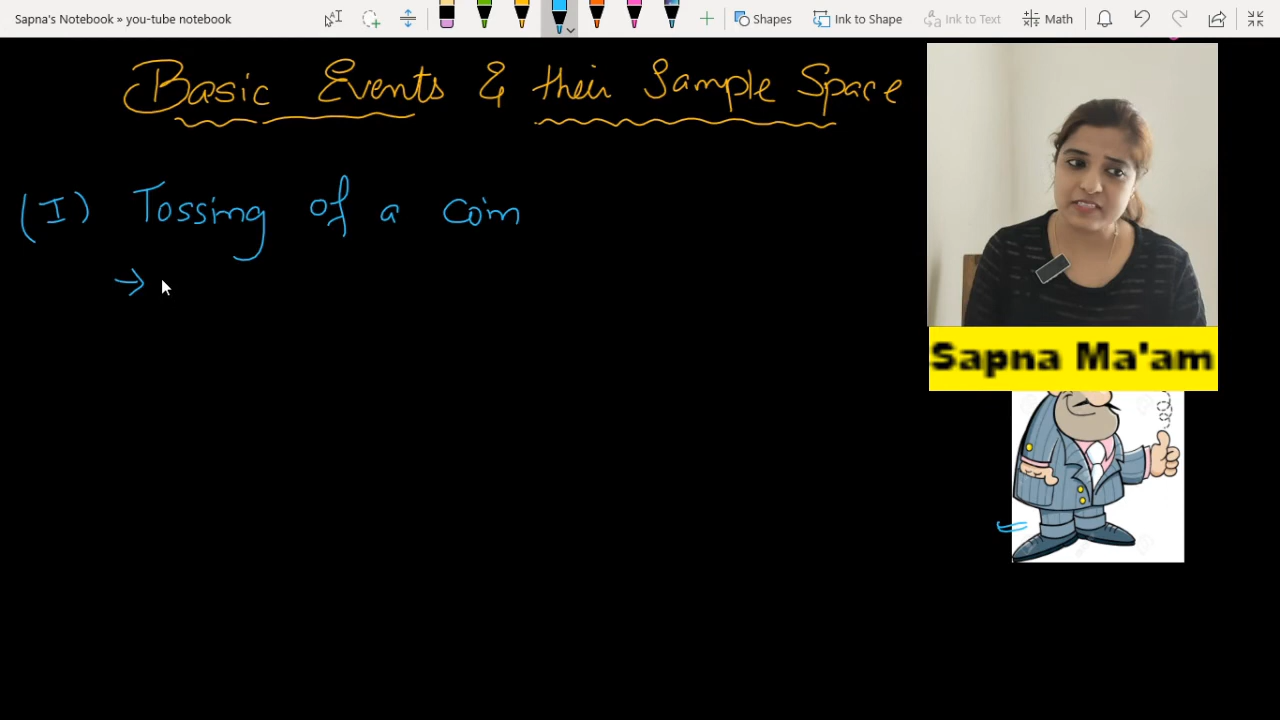 Sapna's Notebook » you-tube notebook
Shapes
Ink to Shape
Ink to Text
Math
Basic Events & their Sample Space
(I) Tossing of a coin
→
Sapna Ma'am